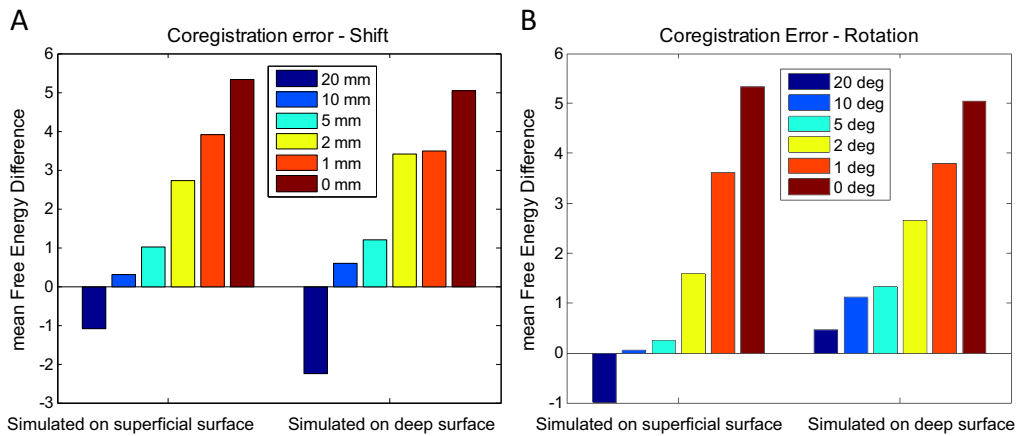 A
Coregistration error - Shift
mean Free Energy Difference
6
5
4
3
2
1
0
-1
-2
-3
20 mm
10 mm
5 mm
2 mm
1 mm
0 mm
Simulated on superficial surface
Simulated on deep surface
B
Coregistration Error - Rotation
mean Free Energy Difference
6
5
4
3
2
1
0
-1
20 deg
10 deg
5 deg
2 deg
1 deg
0 deg
Simulated on superficial surface
Simulated on deep surface